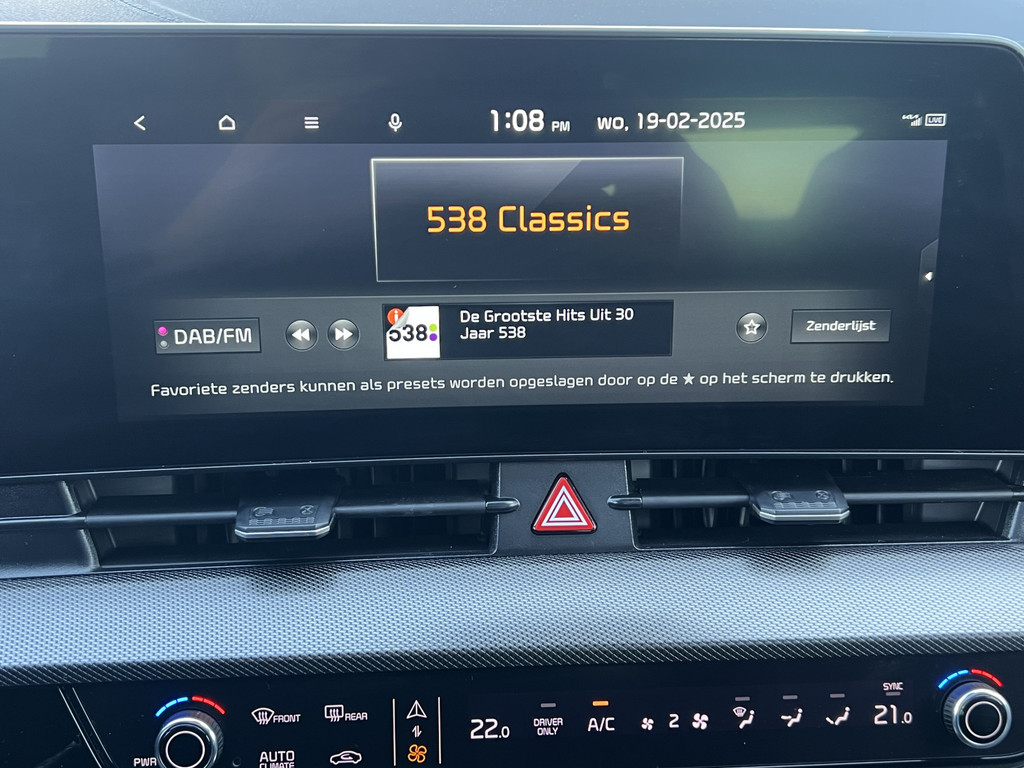 1:08 PM wo, 19-02-2025 LIVE
538 Classics
DAB/FM
538
De Grootste Hits Uit 30
Jaar 538
Zenderlijst
Favoriete zenders kunnen als presets worden opgeslagen door op de ★ op het scherm te drukken.
FRONT
REAR
22.0
DRIVER
ONLY
A/C
2
SYNC
21.0
PWR
AUTO
CLIMATE